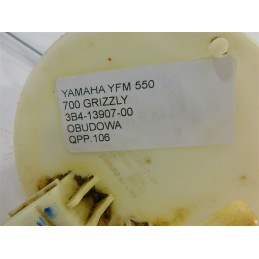 YAMAHA YFM 550
700 GRIZZLY
3B4-13907-00
OBUDOWA
QPP.106